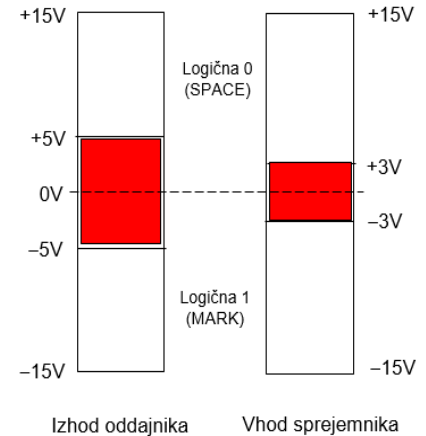 +15V
+15V
Logična 0
(SPACE)
+5V
+3V
0V
–3V
–5V
Logična 1
(MARK)
–15V
–15V
Izhod oddajnika
Vhod sprejemnika